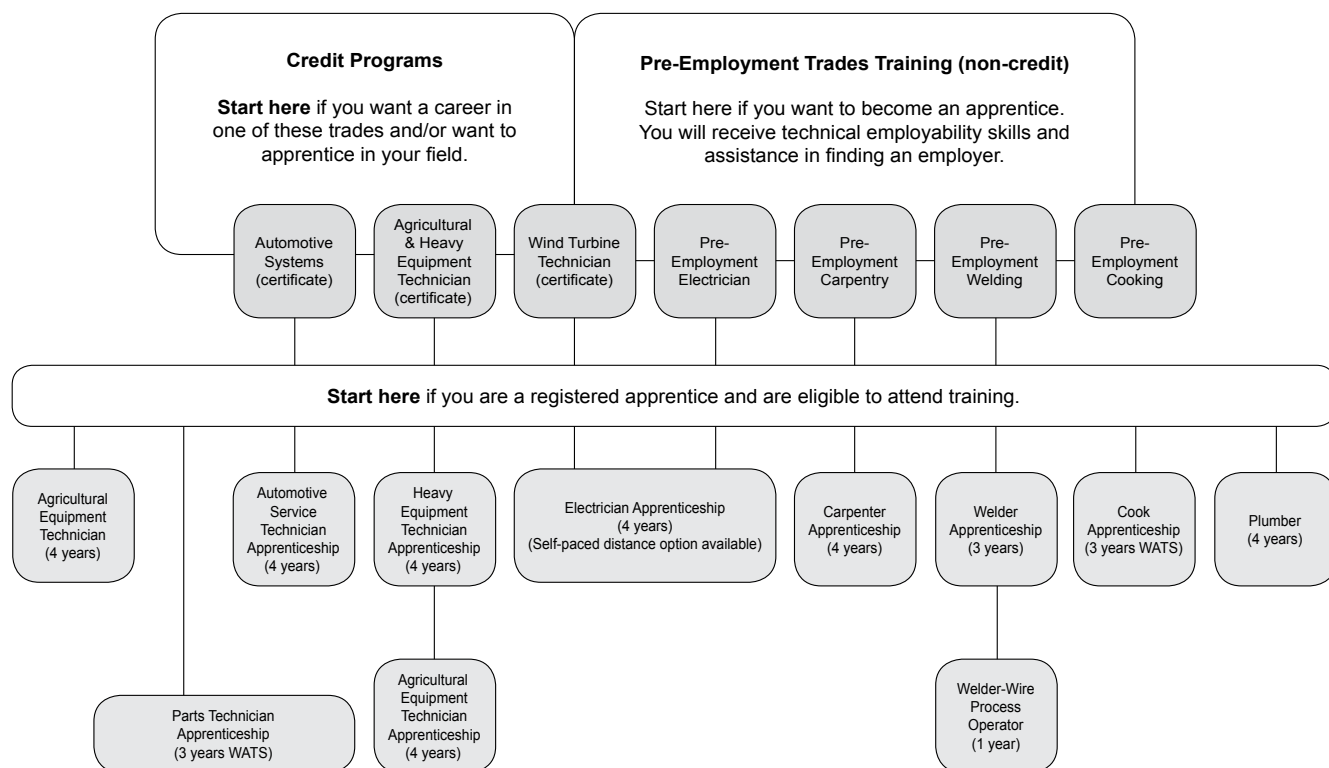 Credit Programs
Start here if you want a career in
one of these trades and/or want to
apprentice in your field.
Pre-Employment Trades Training (non-credit)
Start here if you want to become an apprentice.
You will receive technical employability skills and
assistance in finding an employer.
Automotive
Systems
(certificate)
Agricultural
& Heavy
Equipment
Technician
(certificate)
Wind Turbine
Technician
(certificate)
Pre-
Employment
Electrician
Pre-
Employment
Carpentry
Pre-
Employment
Welding
Pre-
Employment
Cooking
Start here if you are a registered apprentice and are eligible to attend training.
Agricultural
Equipment
Technician
(4 years)
Automotive
Service
Technician
Apprenticeship
(4 years)
Heavy
Equipment
Technician
Apprenticeship
(4 years)
Electrician Apprenticeship
(4 years)
(Self-paced distance option available)
Carpenter
Apprenticeship
(4 years)
Welder
Apprenticeship
(3 years)
Cook
Apprenticeship
(3 years WATS)
Plumber
(4 years)
Parts Technician
Apprenticeship
(3 years WATS)
Agricultural
Equipment
Technician
Apprenticeship
(4 years)
Welder-Wire
Process
Operator
(1 year)